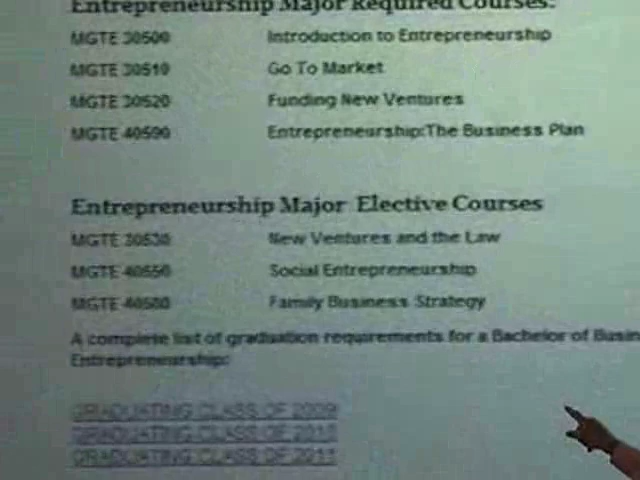 Entrepreneurship Major Required Courses:
MGTE 30500 Introduction to Entrepreneurship
MGTE 30510 Go To Market
MGTE 30520 Funding New Ventures
MGTE 40590 Entrepreneurship:The Business Plan
Entrepreneurship Major Elective Courses
MGTE 30530 New Ventures and the Law
MGTE 40550 Social Entrepreneurship
MGTE Family Business Strategy
A complete list of graduation requirements for a Bachelor of Busin
Entrepreneurship:
GRADUATING CLASS OF 2009
GRADUATING CLASS OF 2010
GRADUATING CLASS OF 2011